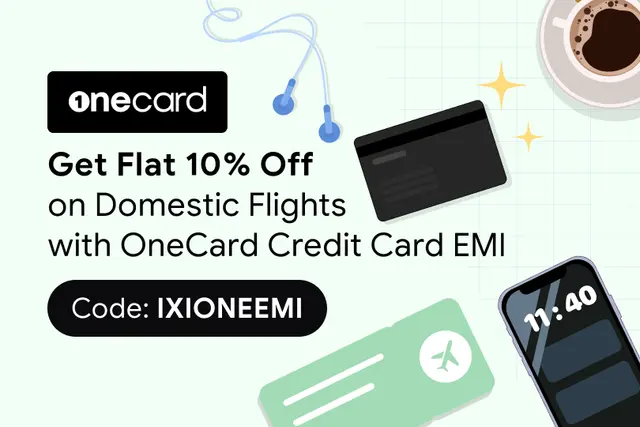 onecard
Get Flat 10% Off
on Domestic Flights
with OneCard Credit Card EMI
Code: IXIONEEMI
11:40